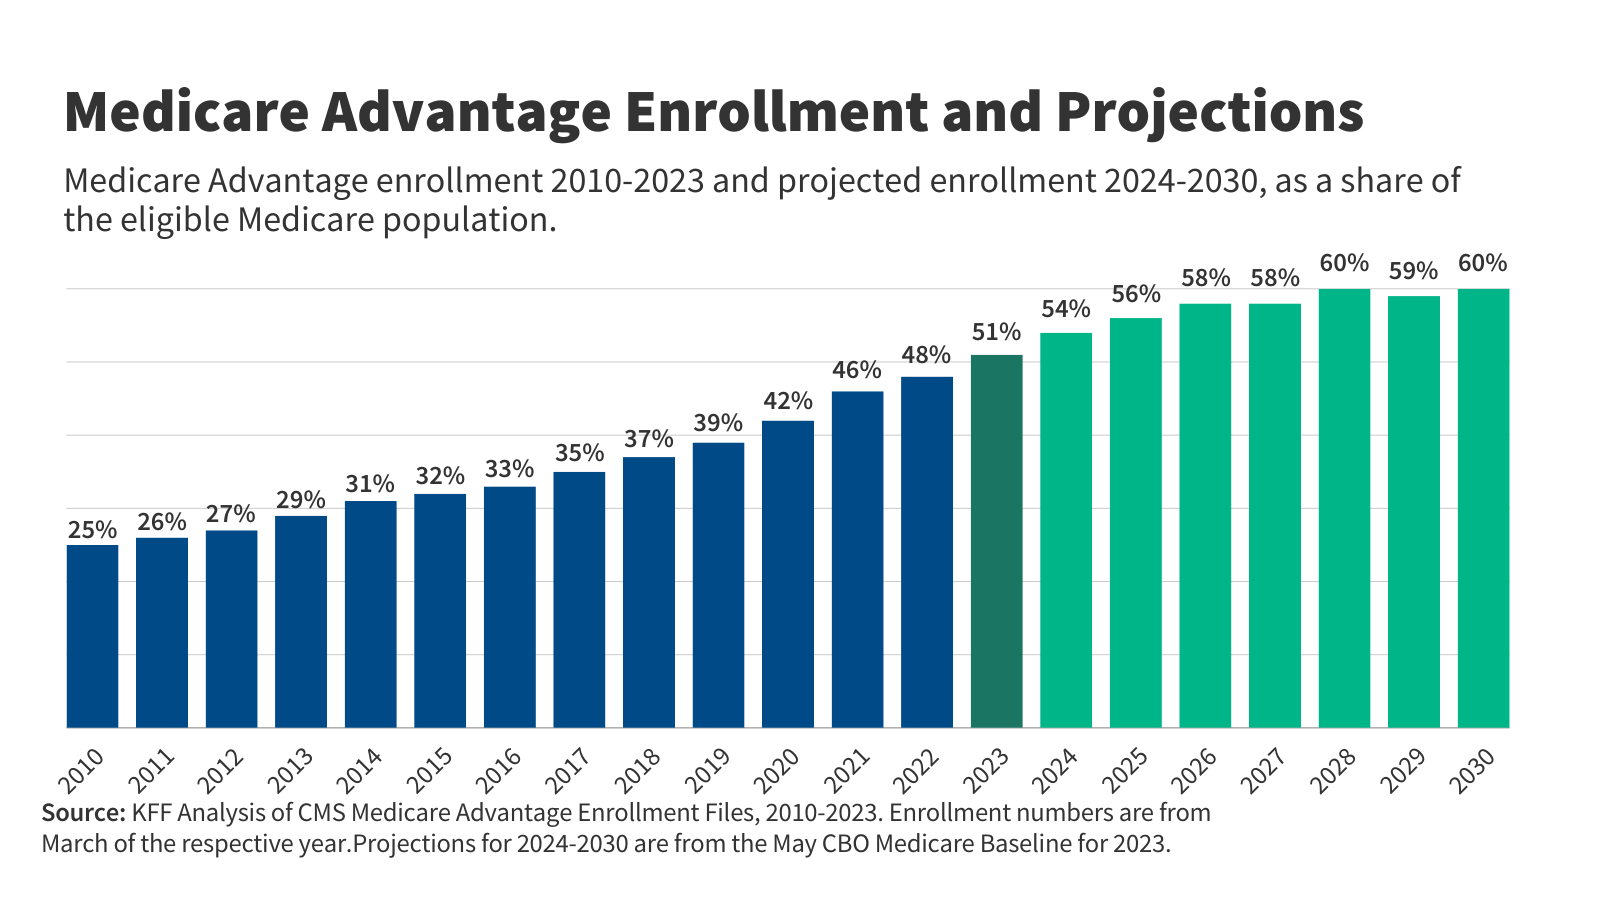 Medicare Advantage Enrollment and Projections
Medicare Advantage enrollment 2010-2023 and projected enrollment 2024-2030, as a share of
the eligible Medicare population.
25% 26% 27% 29% 31% 32% 33% 35% 37% 39% 42% 46% 48% 51% 54% 56% 58% 58% 60% 59% 60%
2010 2011 2012 2013 2014 2015 2016 2017 2018 2019 2020 2021 2022 2023 2024 2025 2026 2027 2028 2029 2030
Source: KFF Analysis of CMS Medicare Advantage Enrollment Files, 2010-2023. Enrollment numbers are from
March of the respective year.Projections for 2024-2030 are from the May CBO Medicare Baseline for 2023.